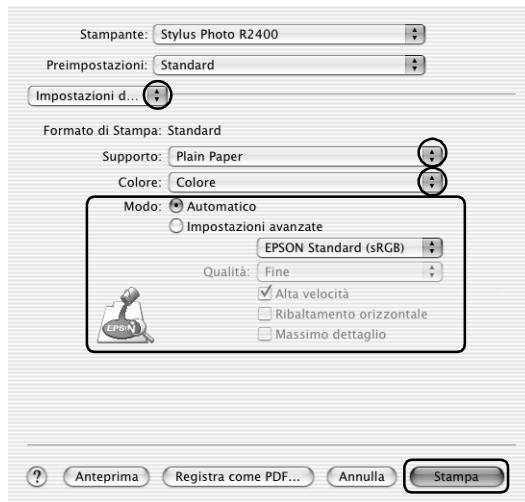 Stampante: Stylus Photo R2400
Preimpostazioni: Standard
Impostazioni d...
Formato di Stampa: Standard
Supporto: Plain Paper
Colore: Colore
Modo: Automatico
Impostazioni avanzate
EPSON Standard (sRGB)
Qualità: Fine
Alta velocità
Ribaltamento orizzontale
Massimo dettaglio
EPSON
? Anteprima Registra come PDF... Annulla Stampa